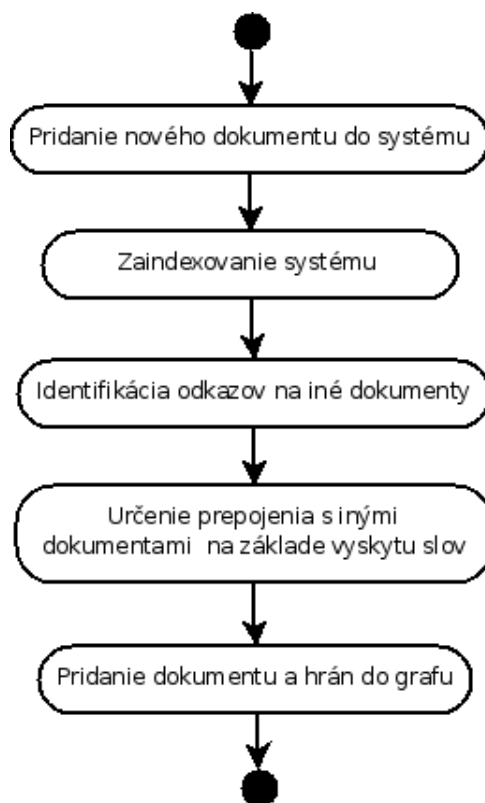 Pridanie nového dokumentu do systému
Zaindexovanie systému
Identifikácia odkazov na iné dokumenty
Určenie prepojenia s inými
dokumentami na základe vyskytu slov
Pridanie dokumentu a hrán do grafu